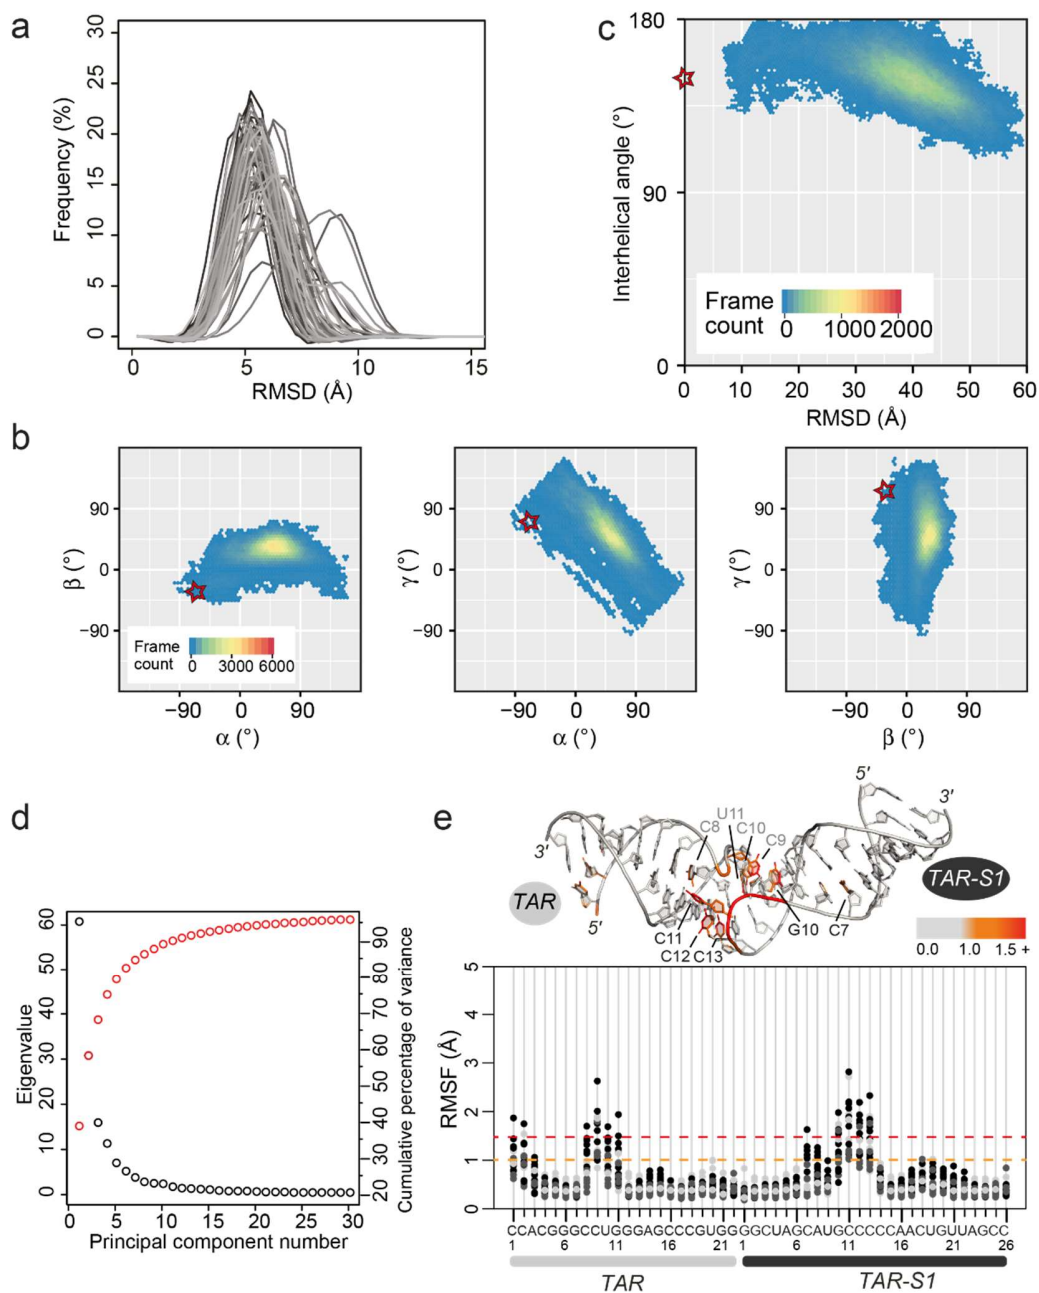 a
30
25
20
15
10
5
0
Frequency (%)
0 5 10 15
RMSD (Å)
c
180
90
0
Interhelical angle (°)
Frame
count
0 1000 2000
0 10 20 30 40 50 60
RMSD (Å)
b
90
0
−90
β (°)
Frame
count
0 3000 6000
−90 0 90
α (°)
90
0
−90
γ (°)
−90 0 90
α (°)
90
0
−90
γ (°)
−90 0 90
β (°)
d
60
50
40
30
20
10
0
Eigenvalue
90
80
70
60
50
40
30
20
Cumulative percentage of variance
0 5 10 15 20 25 30
Principal component number
e
5'
3'
U11
C8 C10
C9
3'
TAR
TAR-S1
5'
C11
G10 C7
C12 C13
0.0 1.0 1.5 +
5
4
3
2
1
0
RMSF (Å)
CCACGGGCCUGGGAGCCCGUGGGGCUAGCAUGCCCCCAACUGUUAGCC
1 6 11 16 21 1 6 11 16 21 26
TAR TAR-S1